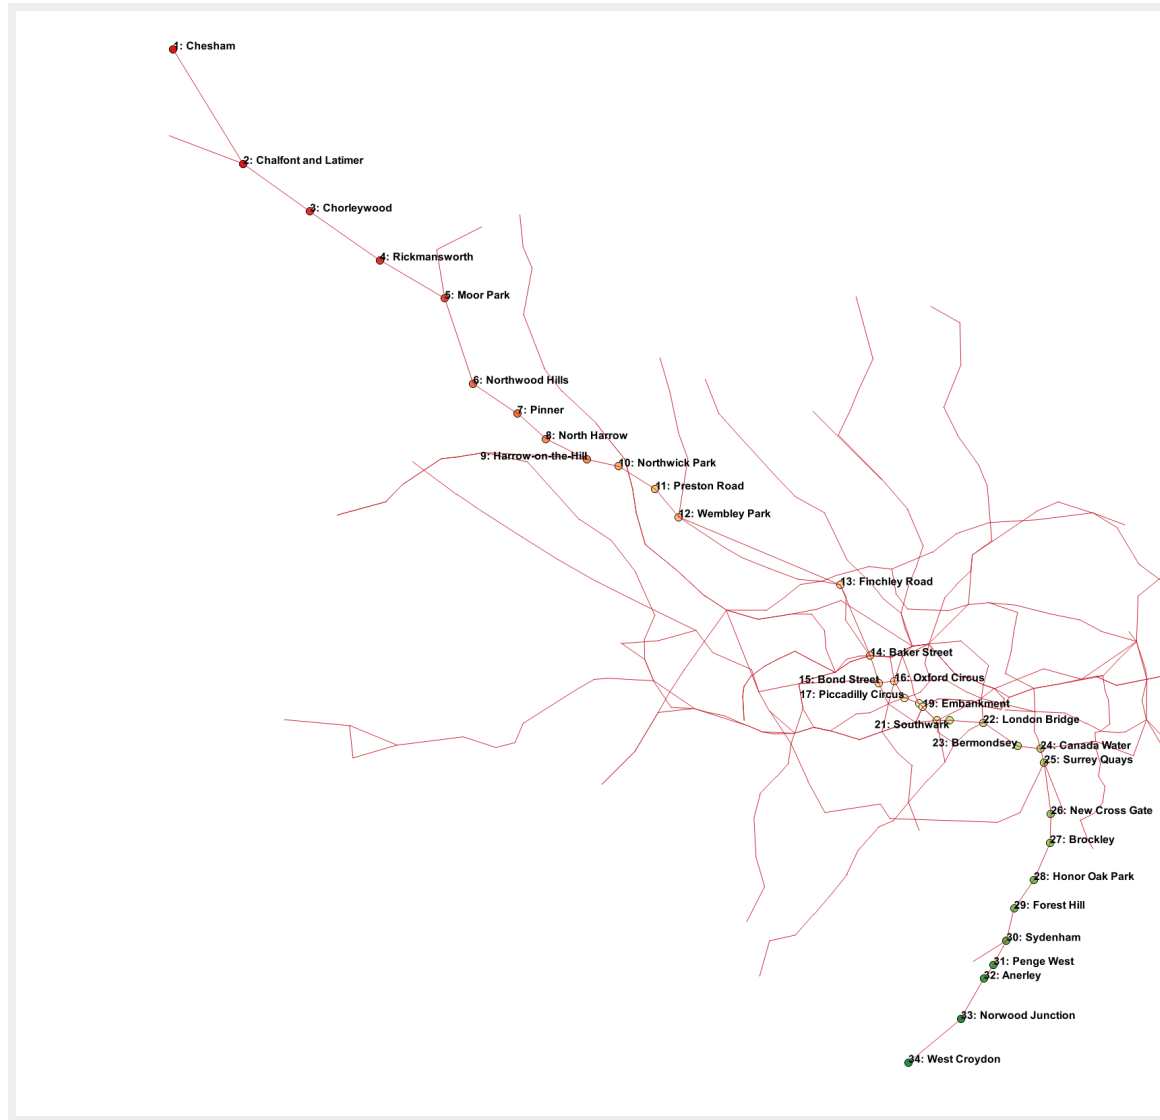 1: Chesham
2: Chalfont and Latimer
3: Chorleywood
4: Rickmansworth
5: Moor Park
6: Northwood Hills
7: Pinner
8: North Harrow
9: Harrow-on-the-Hill
10: Northwick Park
11: Preston Road
12: Wembley Park
13: Finchley Road
14: Baker Street
15: Bond Street
16: Oxford Circus
17: Piccadilly Circus
19: Embankment
21: Southwark
22: London Bridge
23: Bermondsey
24: Canada Water
25: Surrey Quays
26: New Cross Gate
27: Brockley
28: Honor Oak Park
29: Forest Hill
30: Sydenham
31: Penge West
32: Anerley
33: Norwood Junction
34: West Croydon